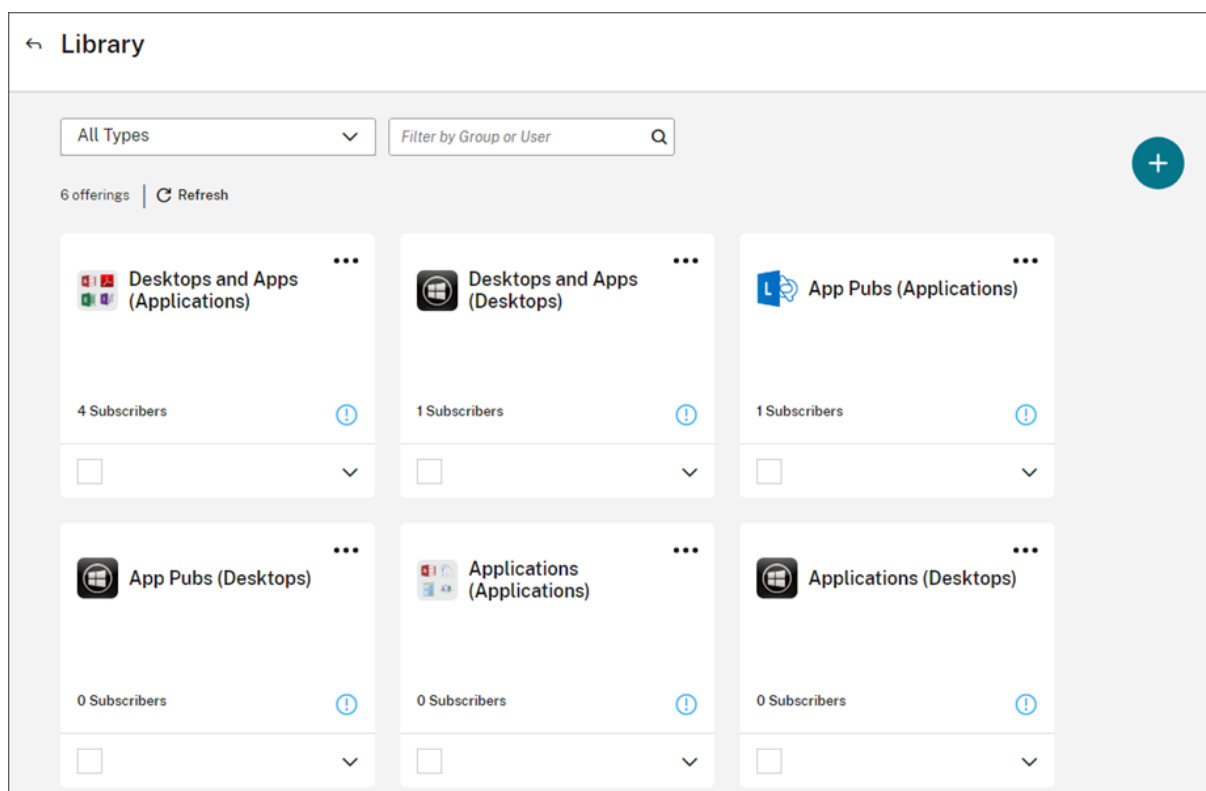 Library
All Types
Filter by Group or User
6 offerings
Refresh
Desktops and Apps
(Applications)
4 Subscribers
Desktops and Apps
(Desktops)
1 Subscribers
L
App Pubs (Applications)
1 Subscribers
App Pubs (Desktops)
0 Subscribers
Applications
(Applications)
0 Subscribers
Applications (Desktops)
0 Subscribers